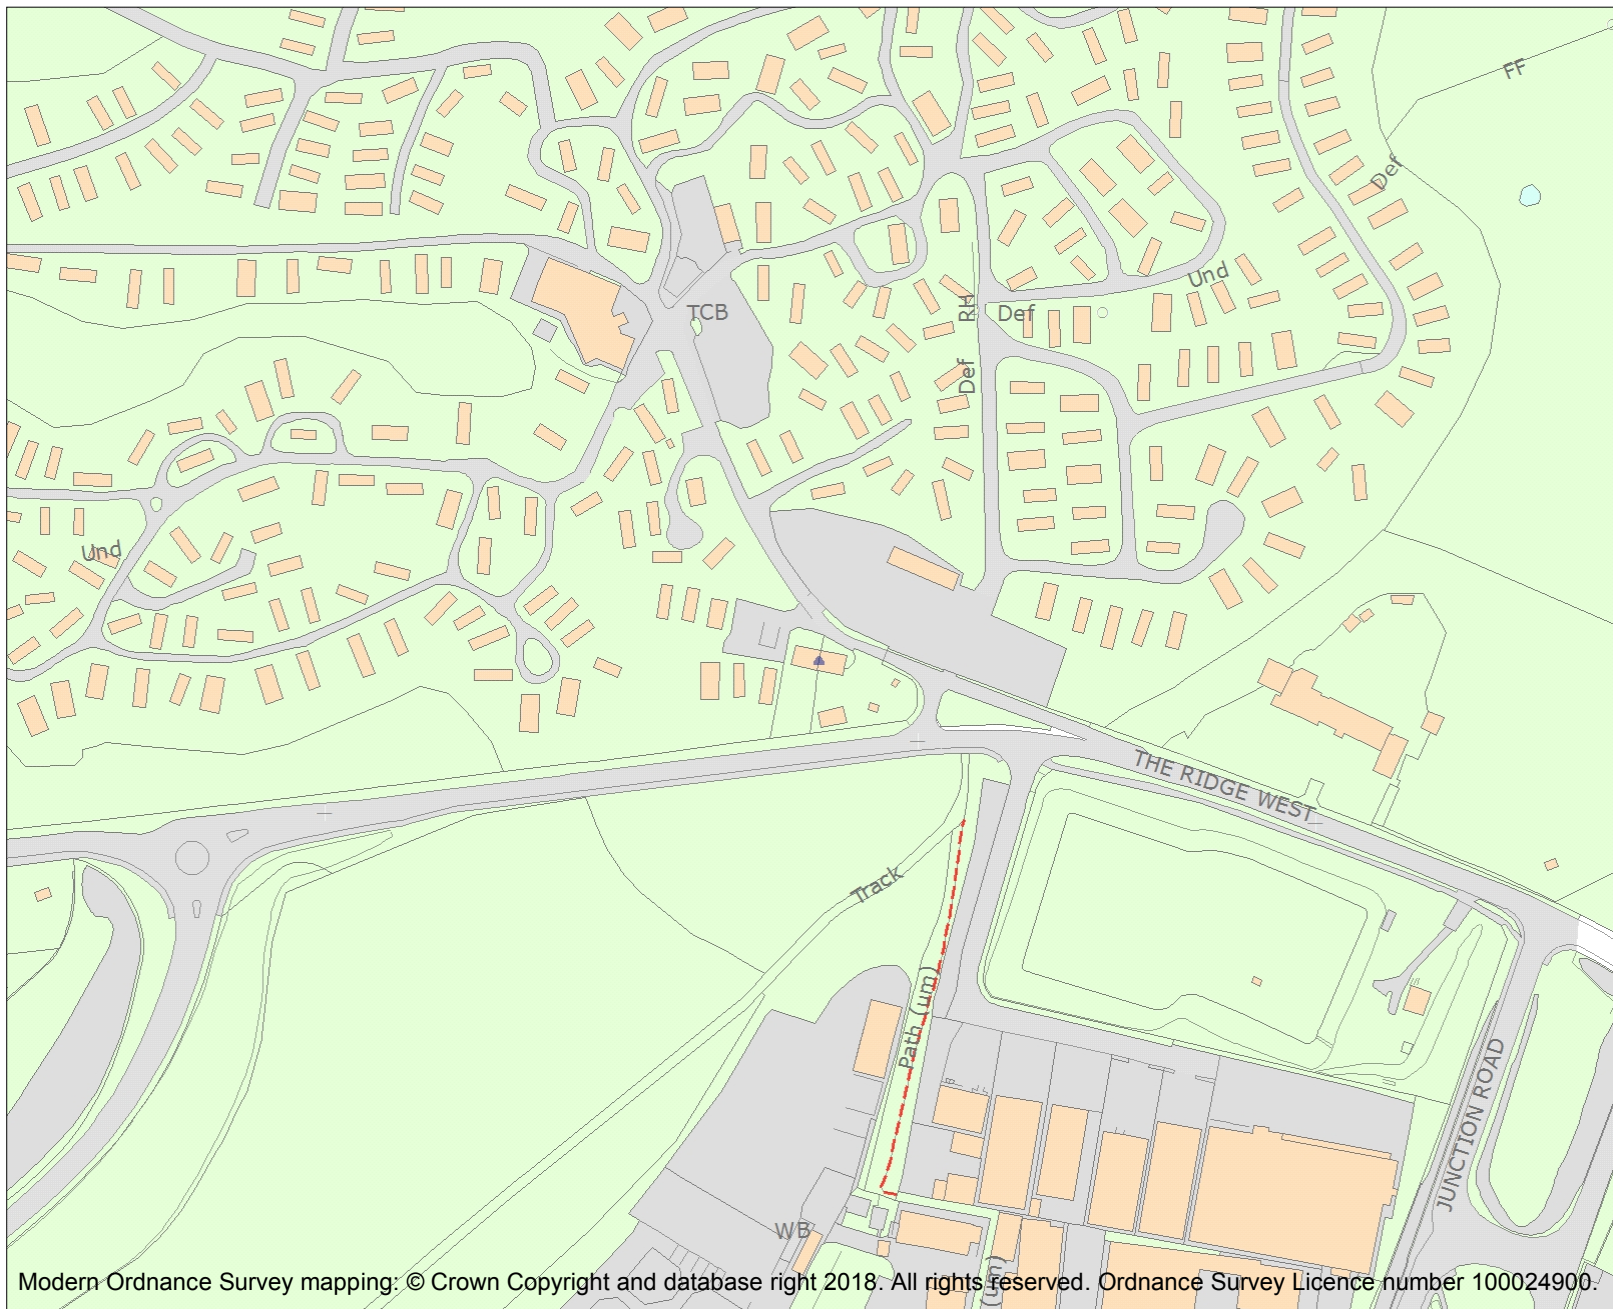 FF
Def
Und
RH
TCB
Def
Def
Und
THE RIDGE WEST
Track
Path (um)
JUNCTION ROAD
WB
(um)
Modern Ordnance Survey mapping: © Crown Copyright and database right 2018. All rights reserved. Ordnance Survey Licence number 100024900.